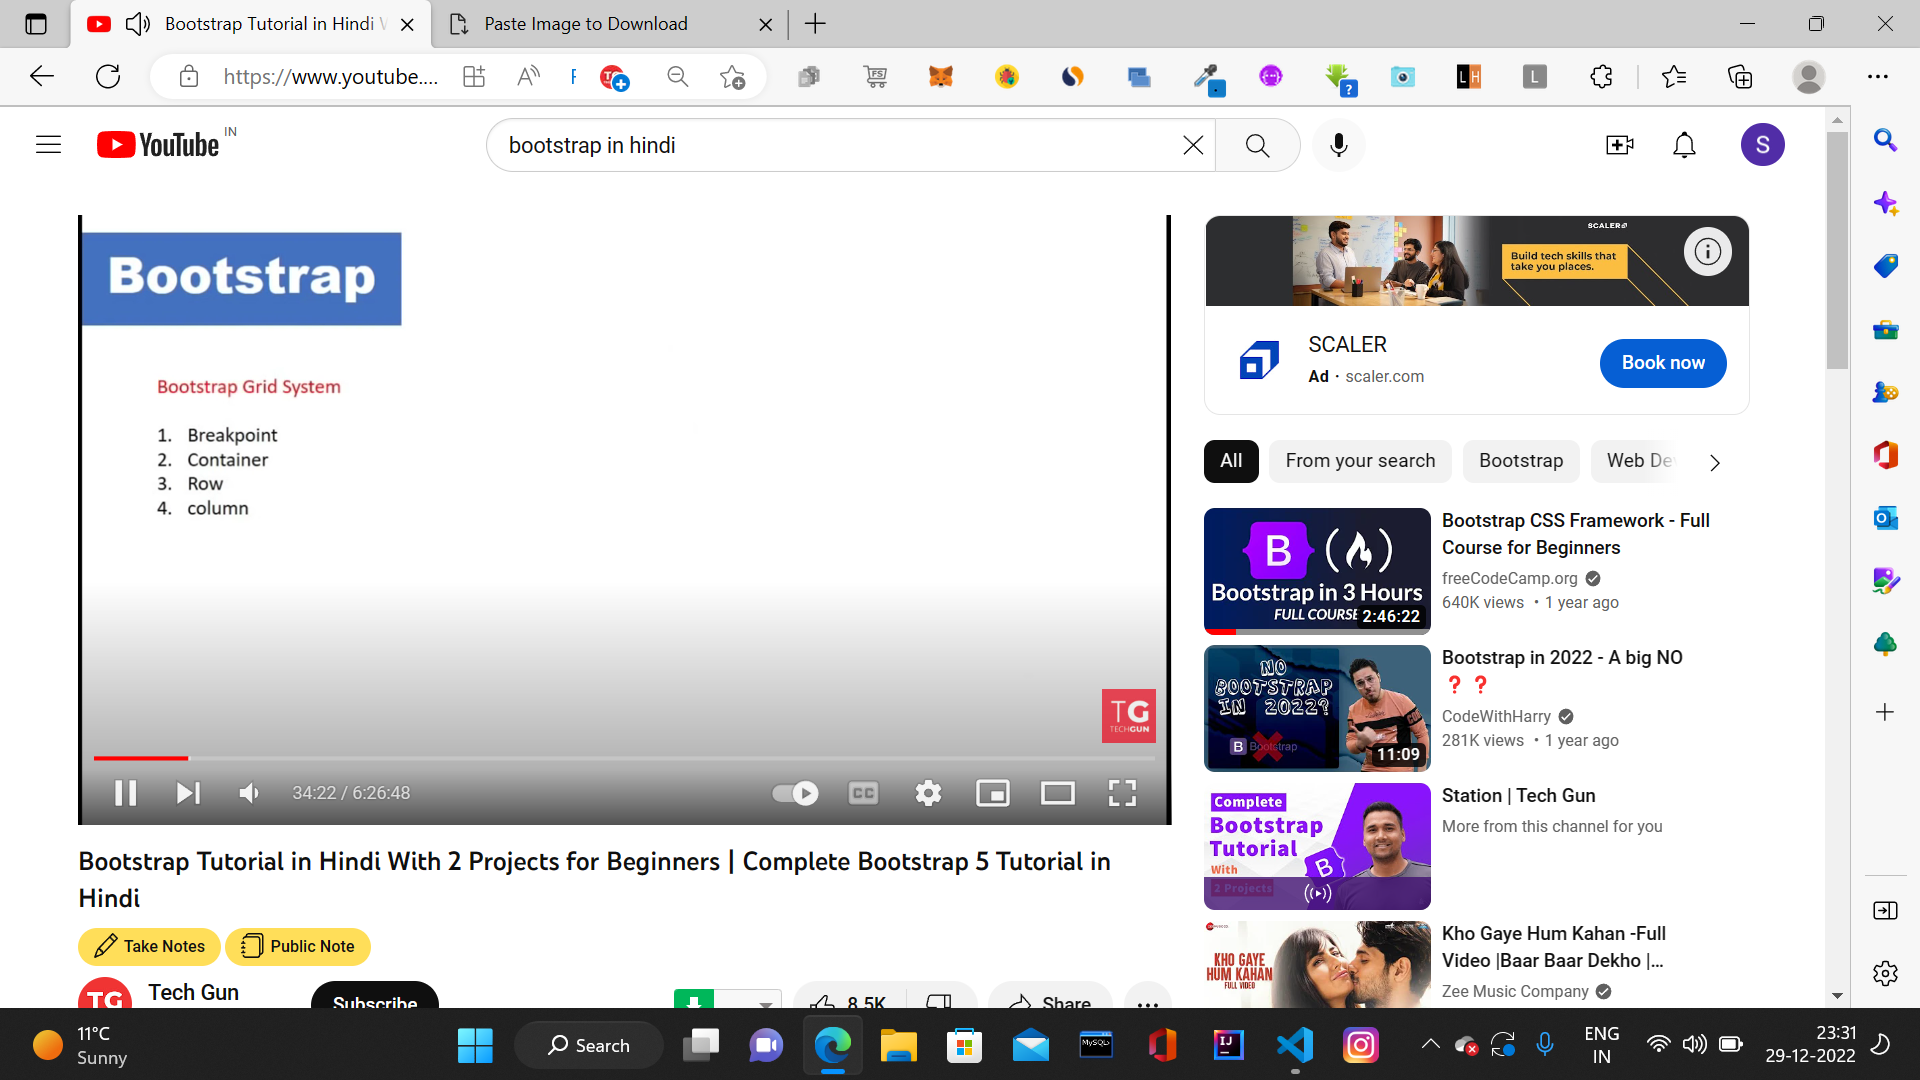 Bootstrap Tutorial in Hindi
Paste Image to Download
https://www.youtube....
YouTube IN
bootstrap in hindi
S
Bootstrap
Bootstrap Grid System
1. Breakpoint
2. Container
3. Row
4. column
TG
TECHGUN
34:22 / 6:26:48
CC
Bootstrap Tutorial in Hindi With 2 Projects for Beginners | Complete Bootstrap 5 Tutorial in
Hindi
Take Notes
Public Note
TG
Tech Gun
Subscribe
8.5K
Share
SCALER
Build tech skills that
take you places.
SCALER
Ad · scaler.com
Book now
All
From your search
Bootstrap
Web De
B
Bootstrap in 3 Hours
FULL COURSE
2:46:22
Bootstrap CSS Framework - Full
Course for Beginners
freeCodeCamp.org
640K views • 1 year ago
NO
BOOTSTRAP
IN 2022?
B Bootstrap
11:09
Bootstrap in 2022 - A big NO
❓ ❓
CodeWithHarry
281K views • 1 year ago
Complete
Bootstrap
Tutorial
With
2 Projects
B
Station | Tech Gun
More from this channel for you
KHO GAYE
HUM KAHAN
FULL VIDEO
Kho Gaye Hum Kahan -Full
Video |Baar Baar Dekho |...
Zee Music Company
11°C
Sunny
Search
MySQL
IJ
ENG
IN
23:31
29-12-2022